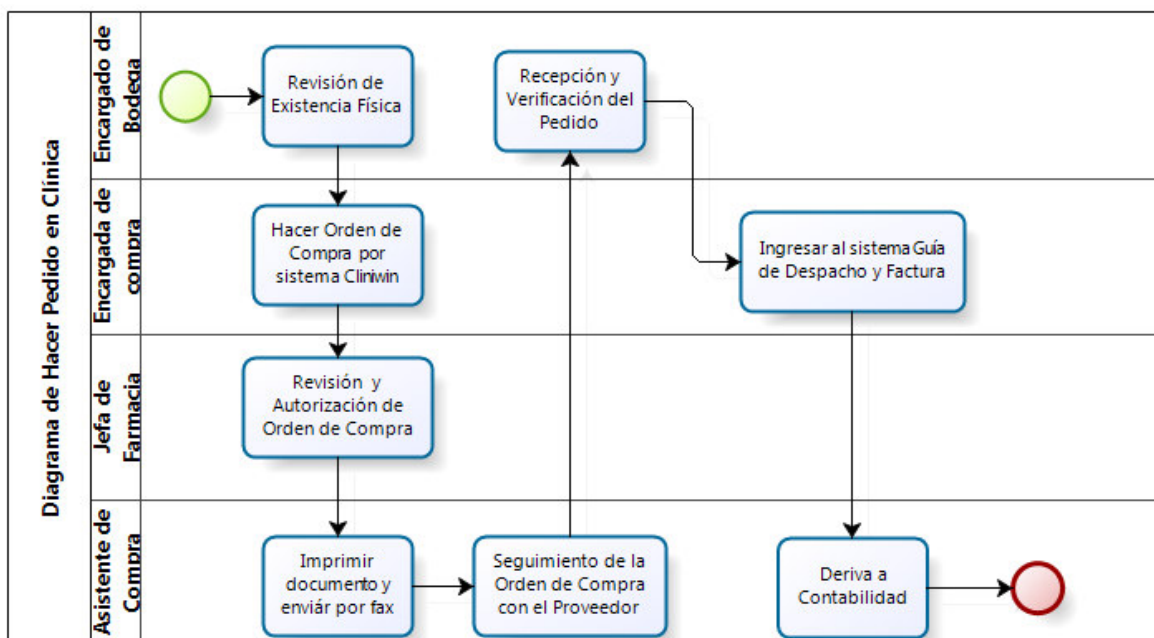 Diagrama de Hacer Pedido en Clínica
Encargado de
Bodega
Revisión de
Existencia Física
Recepción y
Verificación del
Pedido
Encargada de
compra
Hacer Orden de
Compra por
sistema Cliniwin
Ingresar al sistema Guía
de Despacho y Factura
Jefa de
Farmacia
Revisión y
Autorización de
Orden de Compra
Asistente de
Compra
Imprimir
documento y
enviár por fax
Seguimiento de la
Orden de Compra
con el Proveedor
Deriva a
Contabilidad